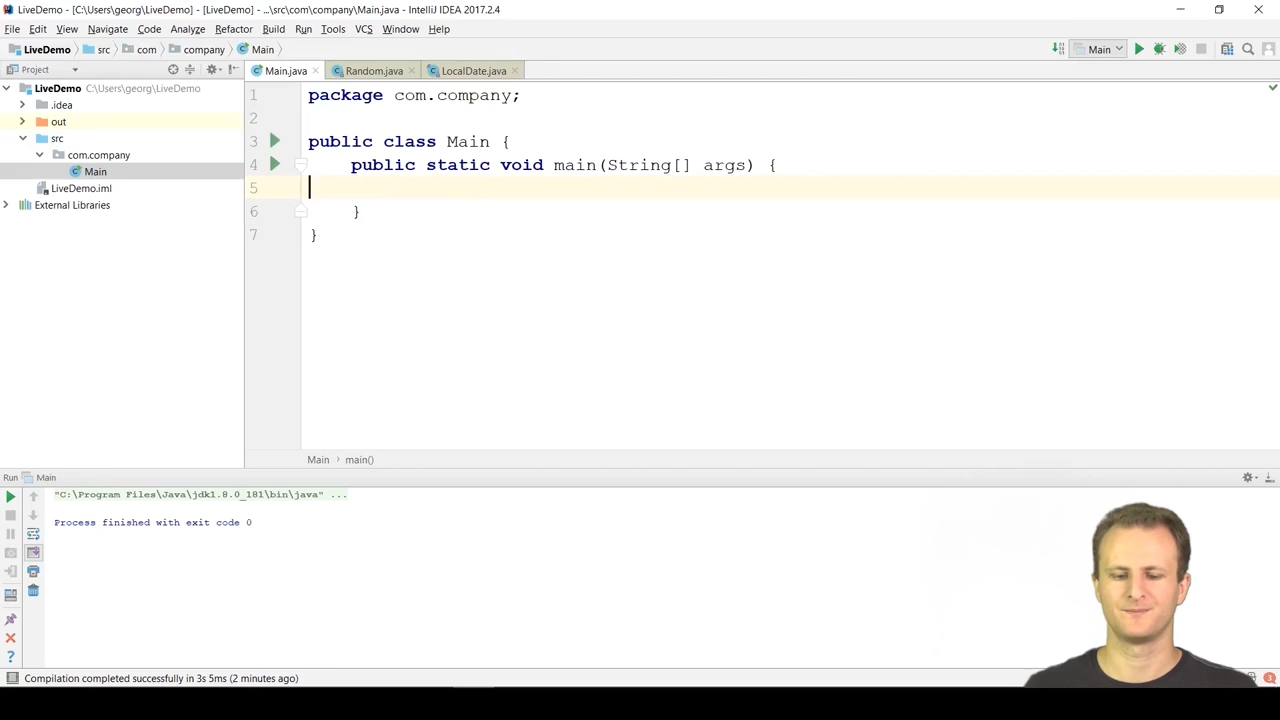 LiveDemo - [C:\Users\georg\LiveDemo] - [LiveDemo] - ...\src\com\company\Main.java - IntelliJ IDEA 2017.2.4
File Edit View Navigate Code Analyze Refactor Build Run Tools VCS Window Help
LiveDemo src com company Main
Main
Project
Main.java Random.java LocalDate.java
LiveDemo C:\Users\georg\LiveDemo
.idea
out
src
com.company
Main
LiveDemo.iml
External Libraries
1 package com.company;
2
3 public class Main {
4 public static void main(String[] args) {
5
6 }
7 }
Main main()
Run Main
"C:\Program Files\Java\jdk1.8.0_181\bin\java" ...
Process finished with exit code 0
Compilation completed successfully in 3s 5ms (2 minutes ago)
3